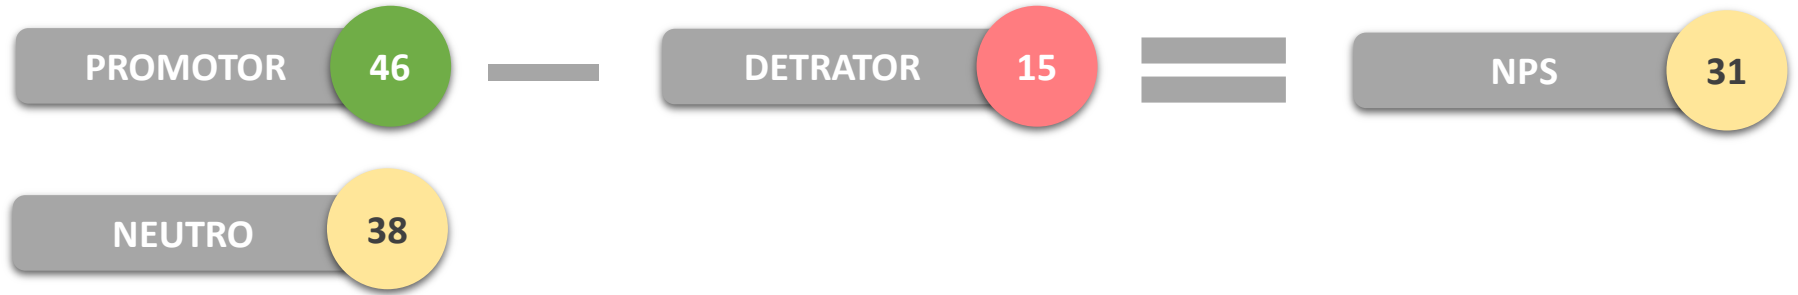 PROMOTOR 46 DETRATOR 15 NPS 31
NEUTRO 38